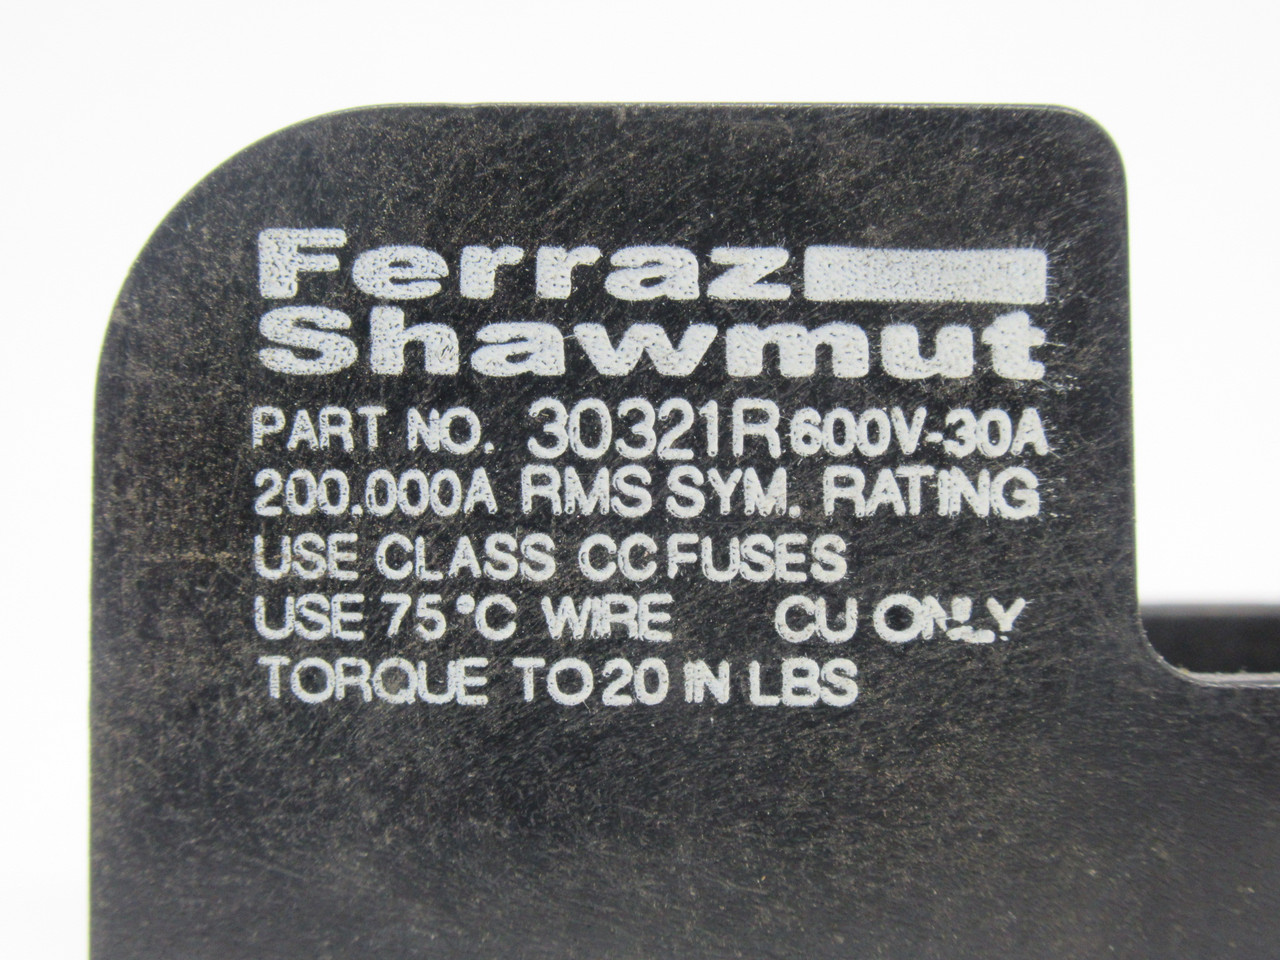 Ferraz
Shawmut
PART NO. 30321R 600V-30A
200.000A RMS SYM. RATING
USE CLASS CC FUSES
USE 75°C WIRE CU ONLY
TORQUE TO 20 IN LBS